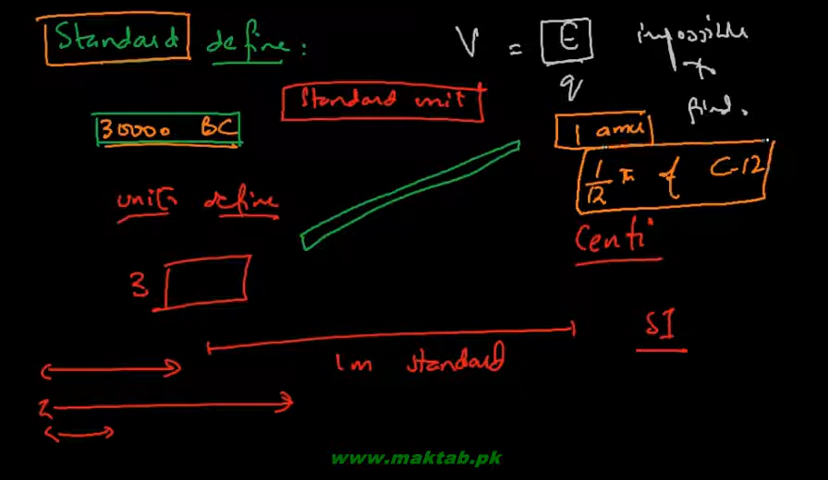 Standard define :
V = E
q
impossible
to
find.
Standard unit
30000 BC
1 amu
1/12 th of C-12
units define
Centi
3
SI
1m standard
www.maktab.pk